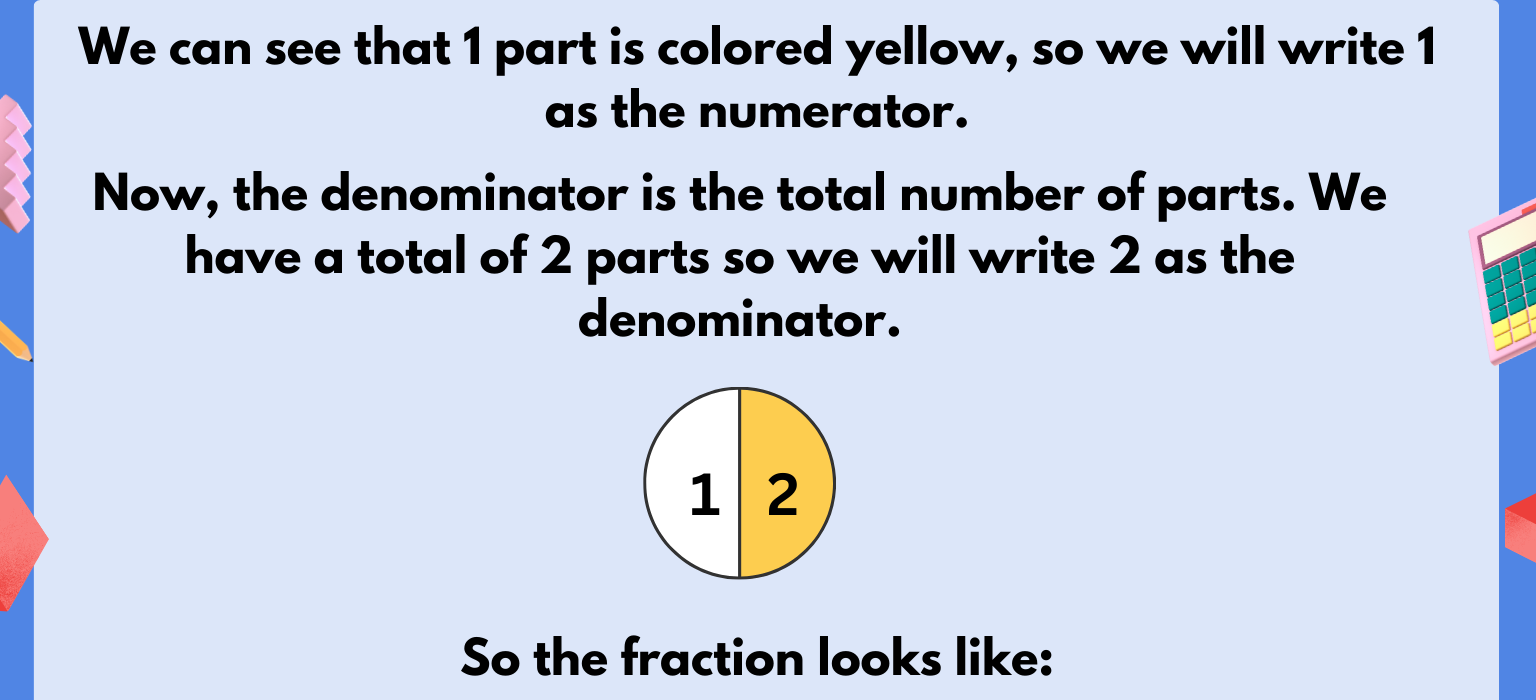 We can see that 1 part is colored yellow, so we will write 1
as the numerator.
Now, the denominator is the total number of parts. We
have a total of 2 parts so we will write 2 as the
denominator.
1 2
So the fraction looks like: